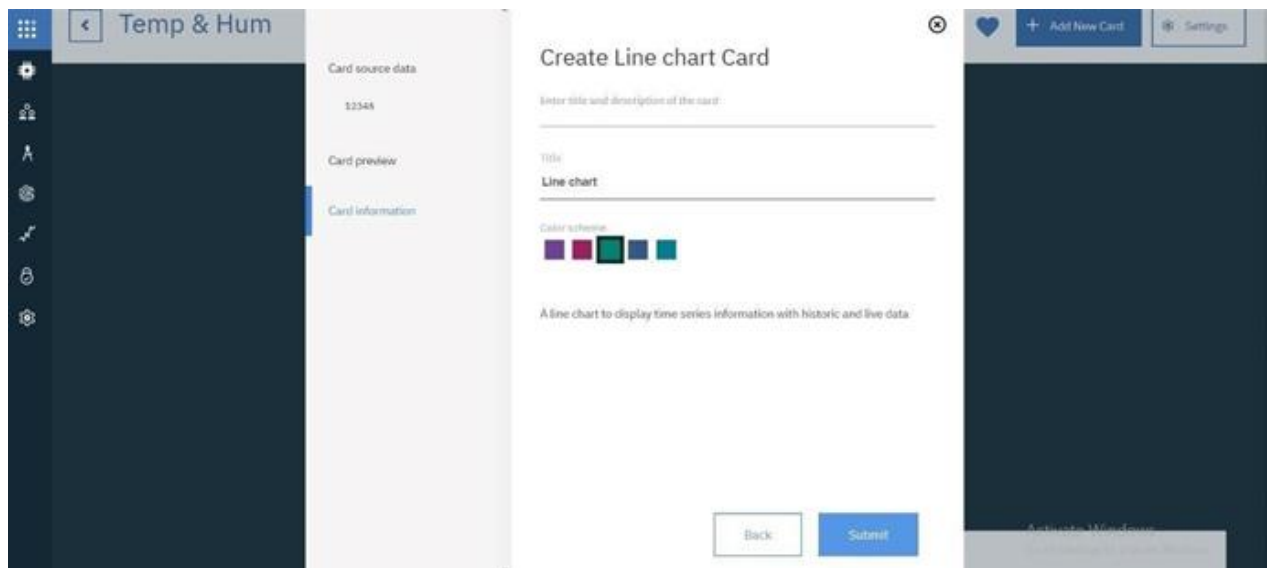 Temp & Hum
+ Add New Card
Settings
Card source data
12345
Card preview
Card information
Create Line chart Card
Enter title and description of the card
Title
Line chart
Color scheme
A line chart to display time series information with historic and live data
Back
Submit
Activate Windows